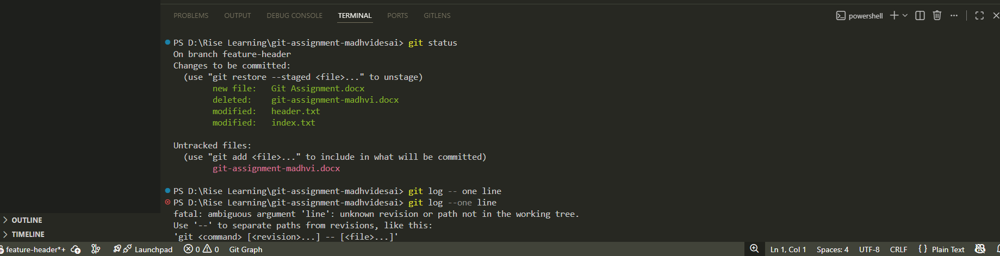 PROBLEMS OUTPUT DEBUG CONSOLE TERMINAL PORTS GITLENS powershell
PS D:\Rise Learning\git-assignment-madhvidesai> git status
On branch feature-header
Changes to be committed:
  (use "git restore --staged <file>..." to unstage)
        new file:   Git Assignment.docx
        deleted:    git-assignment-madhvi.docx
        modified:   header.txt
        modified:   index.txt
Untracked files:
  (use "git add <file>..." to include in what will be committed)
        git-assignment-madhvi.docx
PS D:\Rise Learning\git-assignment-madhvidesai> git log -- one line
PS D:\Rise Learning\git-assignment-madhvidesai> git log --one line
fatal: ambiguous argument 'line': unknown revision or path not in the working tree.
Use '--' to separate paths from revisions, like this:
'git <command> [<revision>...] -- [<file>...]'
OUTLINE
TIMELINE
feature-header*+ Launchpad 0 0 Git Graph Ln 1, Col 1 Spaces: 4 UTF-8 CRLF {} Plain Text